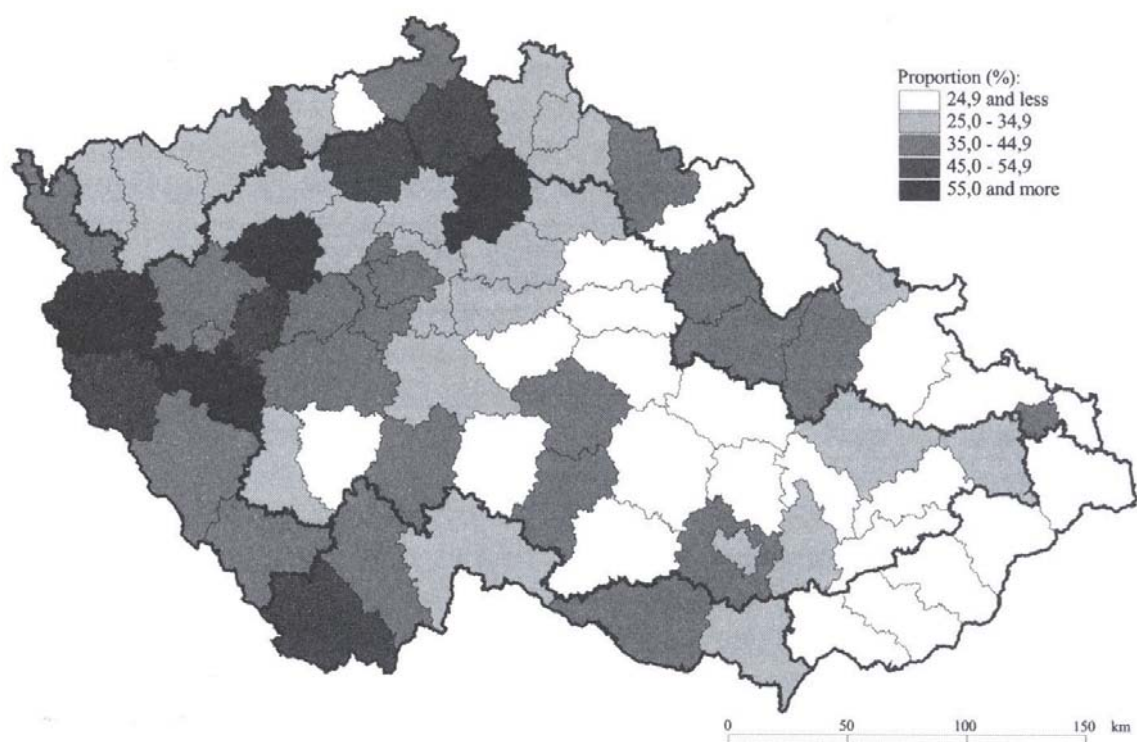 Proportion (%):
24,9 and less
25,0 - 34,9
35,0 - 44,9
45,0 - 54,9
55,0 and more
0 50 100 150 km